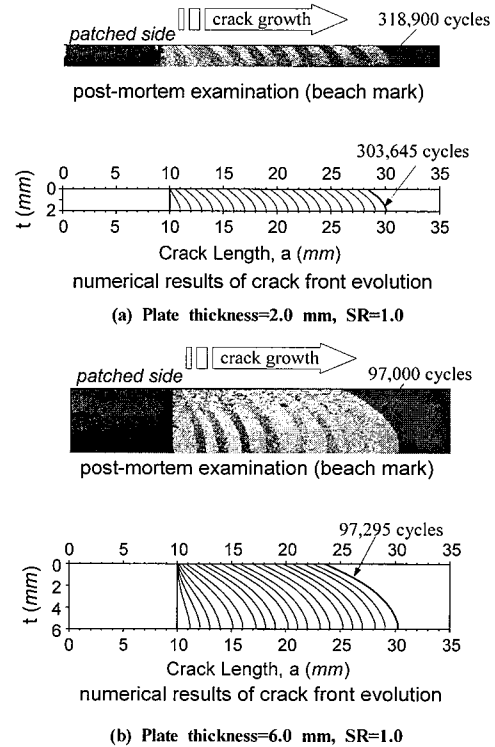 crack growth
patched side
318,900 cycles
post-mortem examination (beach mark)
303,645 cycles
0 5 10 15 20 25 30 35
0
2
t (mm)
0 5 10 15 20 25 30 35
Crack Length, a (mm)
numerical results of crack front evolution
(a) Plate thickness=2.0 mm, SR=1.0
crack growth
patched side
97,000 cycles
post-mortem examination (beach mark)
97,295 cycles
0 5 10 15 20 25 30 35
0
2
4
6
t (mm)
0 5 10 15 20 25 30 35
Crack Length, a (mm)
numerical results of crack front evolution
(b) Plate thickness=6.0 mm, SR=1.0